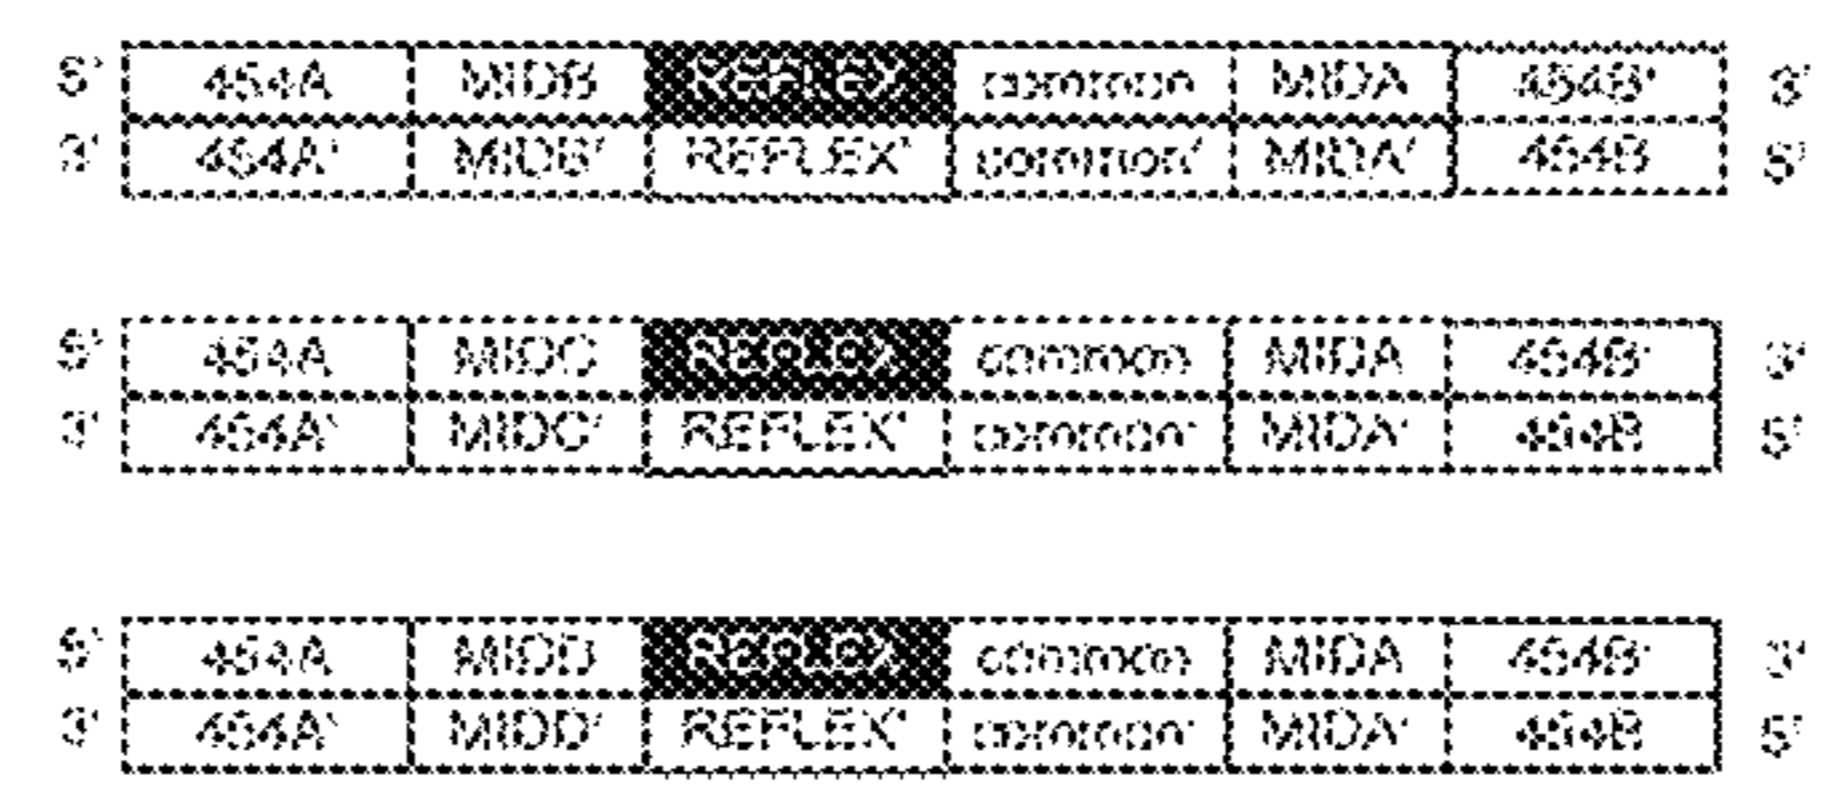 5' 454A MIDB REFLEX common MIDA 454B' 3'
3' 454A' MIDB' REFLEX' common' MIDA' 454B 5'
5' 454A MIDC REFLEX common MIDA 454B' 3'
3' 454A' MIDC' REFLEX' common' MIDA' 454B 5'
5' 454A MIDD REFLEX common MIDA 454B' 3'
3' 454A' MIDD' REFLEX' common' MIDA' 454B 5'